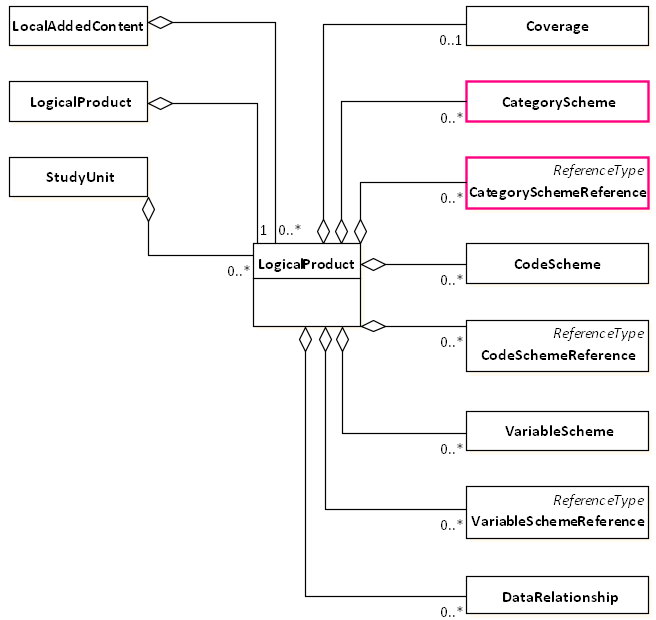 LocalAddedContent
LogicalProduct
StudyUnit
1
0..*
0..*
LogicalProduct
Coverage
0..1
CategoryScheme
0..*
ReferenceType
CategorySchemeReference
0..*
CodeScheme
0..*
ReferenceType
CodeSchemeReference
0..*
VariableScheme
0..*
ReferenceType
VariableSchemeReference
0..*
DataRelationship
0..*